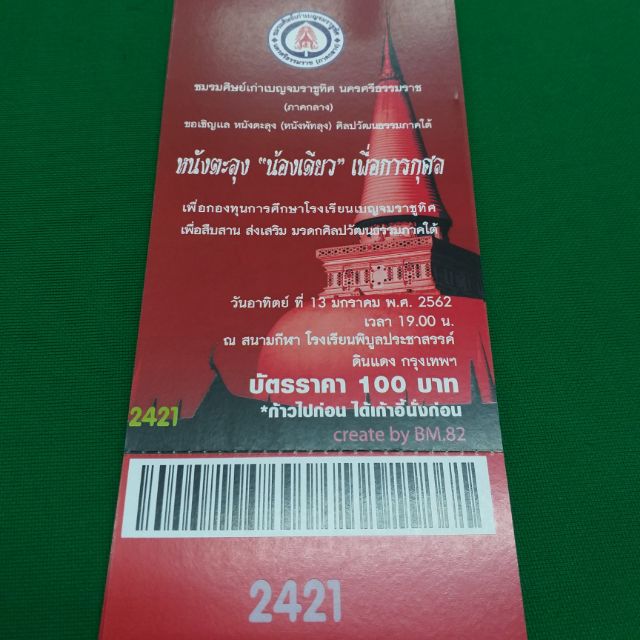 ชมรมศิษย์เก่าเบญจมราชูทิศ นครศรีธรรมราช
(ภาคกลาง)
ขอเชิญแล หนังตะลุง (หนังพัทลุง) ศิลปวัฒนธรรมภาคใต้
หนังตะลุง "น้องเดียว" เพื่อการกุศล
เพื่อกองทุนการศึกษาโรงเรียนเบญจมราชูทิศ
เพื่อสืบสาน ส่งเสริม มรดกศิลปวัฒนธรรมภาคใต้
วันอาทิตย์ ที่ 13 มกราคม พ.ศ. 2562
เวลา 19.00 น.
ณ สนามกีฬา โรงเรียนพิบูลประชาสรรค์
ดินแดง กรุงเทพฯ
บัตรราคา 100 บาท
2421
*ก้าวไปก่อน ได้เก้าอี้นั่งก่อน
create by BM.82
2421